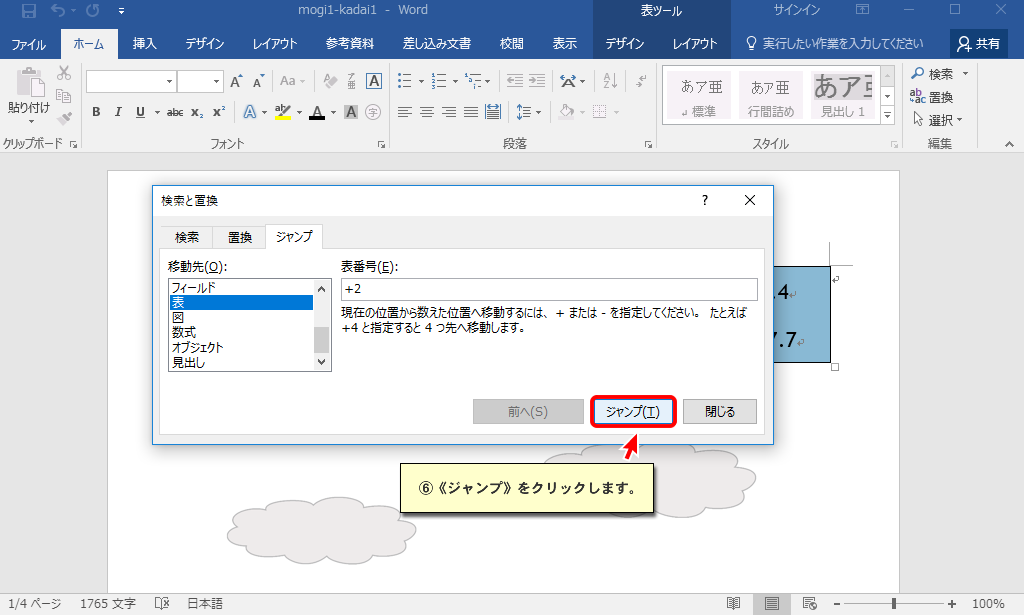 mogi1-kadai1 - Word
表ツール
サインイン
ファイル ホーム 挿入 デザイン レイアウト 参考資料 差し込み文書 校閲 表示 デザイン レイアウト 実行したい作業を入力してください 共有
貼り付け
クリップボード
Aa
B I U abc x₂ x²
フォント
段落
あア亜
標準
あア亜
行間詰め
あア亜
見出し 1
スタイル
検索
置換
選択
編集
検索と置換
検索 置換 ジャンプ
移動先(O):
フィールド
表
図
数式
オブジェクト
見出し
表番号(E):
+2
現在の位置から数えた位置へ移動するには、+ または - を指定してください。 たとえば
+4 と指定すると 4 つ先へ移動します。
前へ(S) ジャンプ(T) 閉じる
.4
7.7
⑥《ジャンプ》をクリックします。
1/4 ページ 1765 文字 日本語 100%